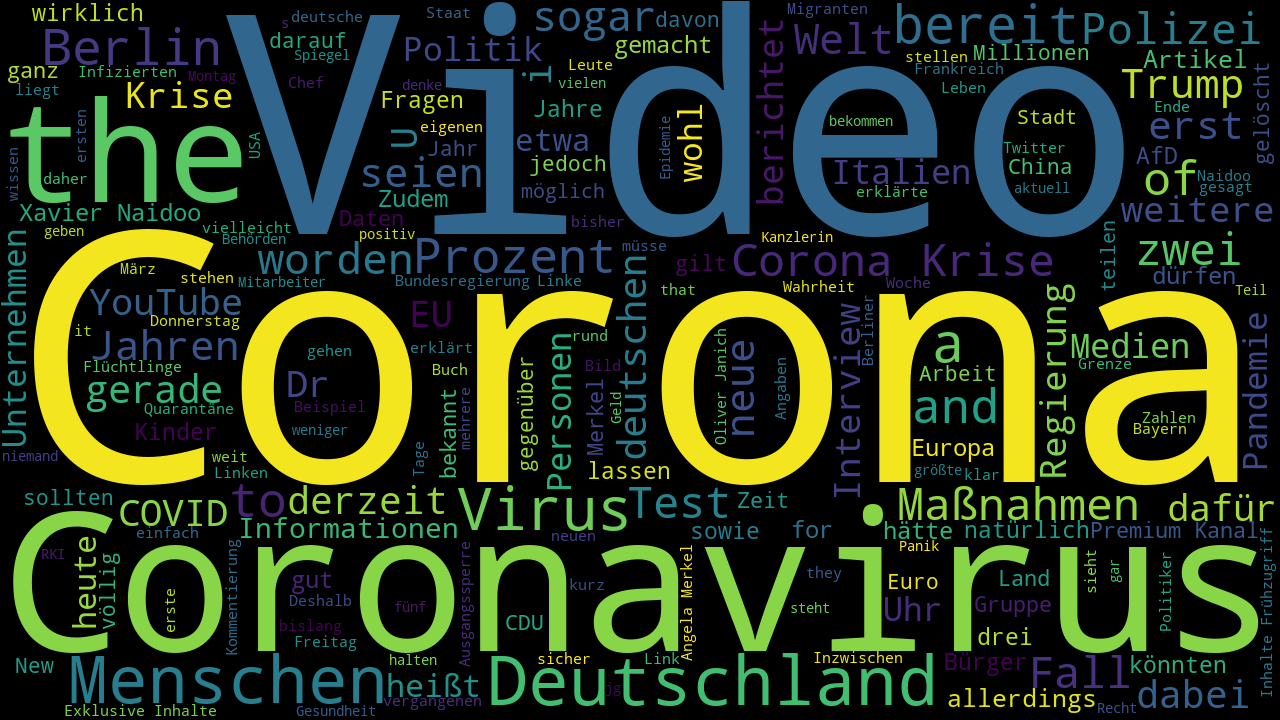 wirklich
s
deutsche
Staat
sogar
davon
Migranten
bereit
Polizei
Berlin
darauf
Spiegel
Politik
gemacht
Welt
stellen
Millionen
Artikel
ganz
Infizierten
Montag
Chef
denke
Leute
vielen
i
Frankreich
liegt
Krise
Video
Fragen
Jahre
Leben
Trump
the
ersten
USA
u
eigenen
etwa
wohl
Epidemie
berichtet
bekommen
Stadt
Ende
erst
gelöscht
wissen
daher
Jahr
jedoch
Italien
Twitter
China
AfD
of
Naidoo
gesagt
seien
Zudem
möglich
erklärte
aktuell
Xavier Naidoo
vielleicht
Daten
bisher
weitere
geben
Behörden
positiv
müsse
Kanzlerin
teilen
zwei
Unternehmen
März
stehen
worden
Prozent
gilt
Corona Krise
dürfen
Mitarbeiter
Bundesregierung
Linke
deutschen
that
Wahrheit
Woche
Teil
YouTube
Donnerstag
EU
Corona
it
Jahren
gehen
erklärt
rund
Interview
Berliner
a
Regierung
Medien
Pandemie
Flüchtlinge
gerade
Dr
Buch
gegenüber
Personen
Bild
Merkel
Geld
Oliver Janich
neue
Angaben
Arbeit
Grenze
Quarantäne
Beispiel
mehrere
and
Zahlen
Bayern
Kinder
weniger
bekannt
Europa
niemand
weit
Linken
Tage
lassen
größte
klar
sollten
COVID
to
derzeit
Virus
Test
Zeit
Maßnahmen
dafür
Informationen
sowie
for
hätte
natürlich
Premium Kanal
RKI
heute
völlig
einfach
Coronavirus
neuen
Panik
Kommentierung
gut
Ausgangssperre
kurz
Angela Merkel
they
Euro
sieht
gar
Land
Politiker
Inhalte Frühzugriff
erste
Deshalb
fünf
steht
Uhr
Gruppe
bislang
Freitag
CDU
drei
New
Menschen
halten
sicher
Link
Inzwischen
Bürger
Fall
könnten
heißt
Deutschland
jg
allerdings
dabei
Exklusive Inhalte
Gesundheit
vergangenen
Recht